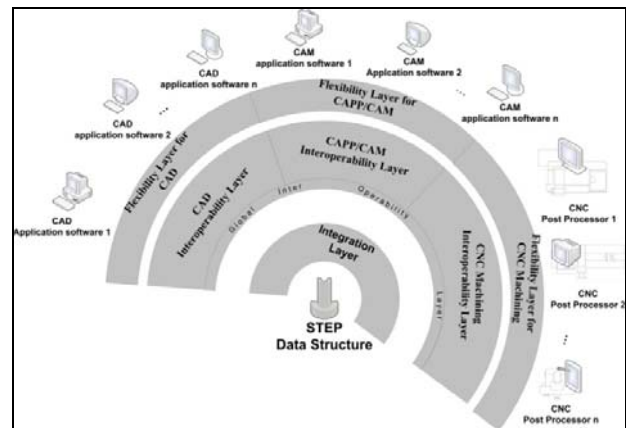 CAM
application software 1
CAD
application software n
CAM
Application software 2
...
CAD
application software 2
...
CAM
application software n
...
CAD
Application software 1
Flexibility Layer for
CAD
Flexibility Layer for
CAPP/CAM
Flexibility Layer for
CNC Machining
CAD
Interoperability Layer
CAPP/CAM
Interoperability Layer
CNC Machining
Interoperability Layer
Global Inter Operability Layer
Integration
Layer
STEP
Data Structure
CNC
Post Processor 1
CNC
Post Processor 2
...
CNC
Post Processor n